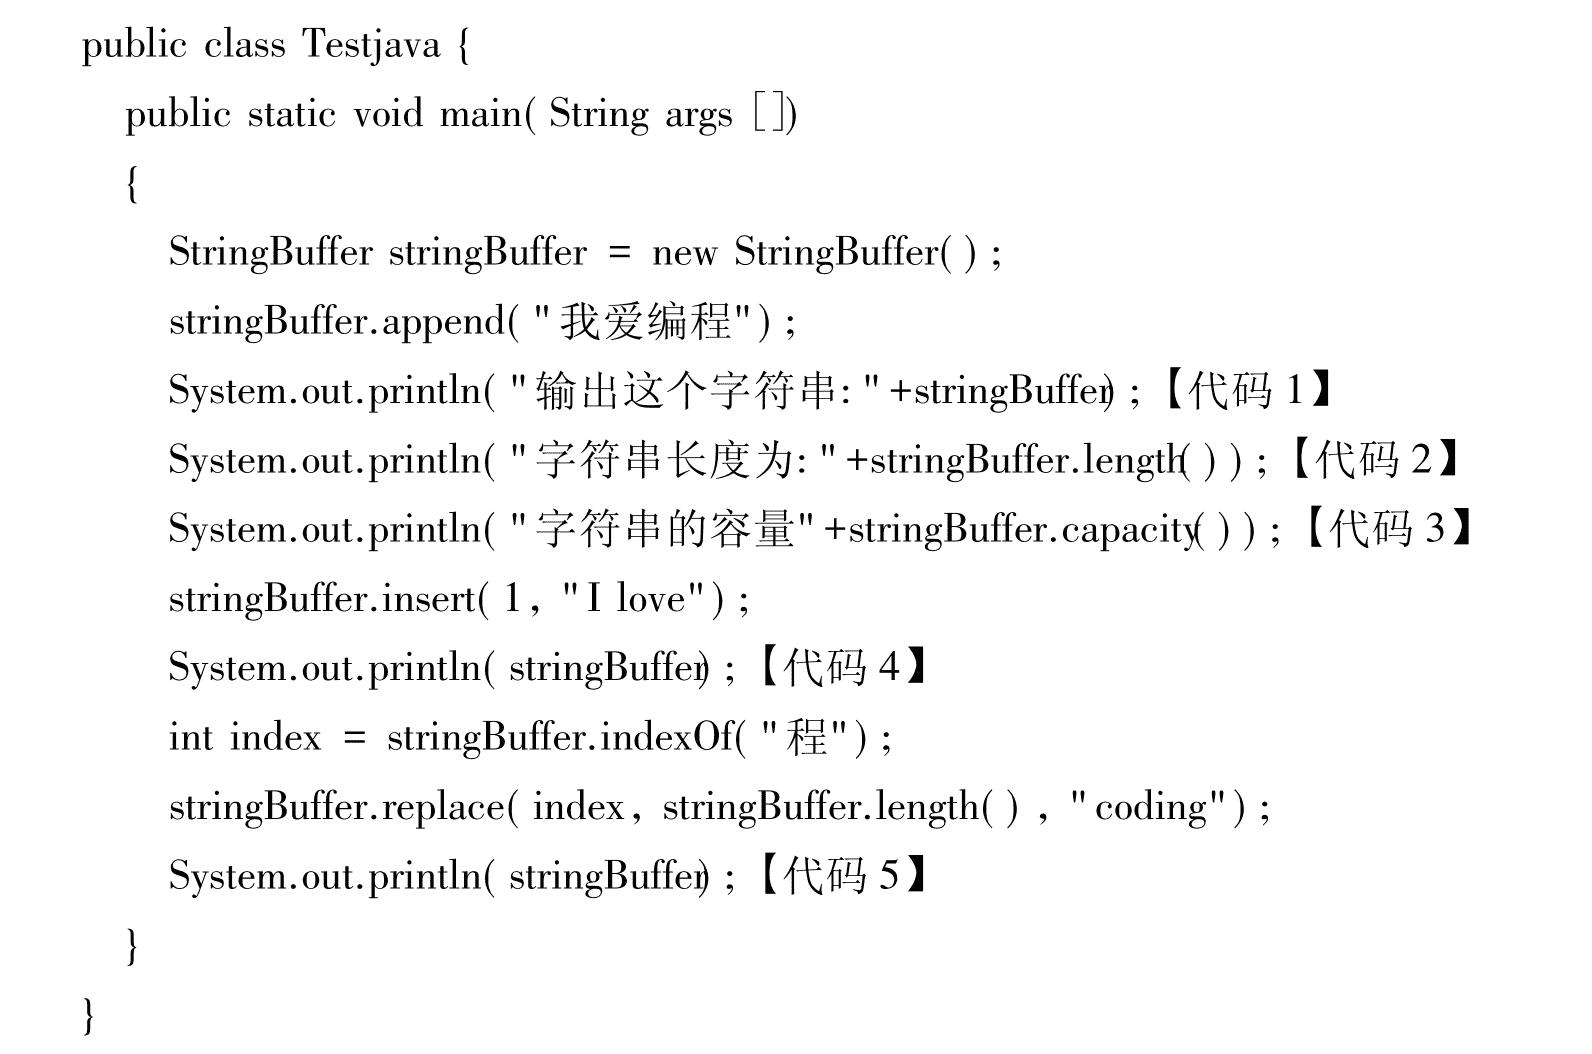 public class Testjava {
public static void main( String args [])
{
StringBuffer stringBuffer = new StringBuffer( ) ;
stringBuffer.append( "我爱编程") ;
System.out.println( "输出这个字符串: "+stringBuffer) ;【代码 1】
System.out.println( "字符串长度为: "+stringBuffer.length( ) ) ;【代码 2】
System.out.println( "字符串的容量"+stringBuffer.capacity( ) ) ;【代码 3】
stringBuffer.insert( 1, "I love") ;
System.out.println( stringBuffer) ;【代码 4】
int index = stringBuffer.indexOf( "程") ;
stringBuffer.replace( index, stringBuffer.length( ) , "coding") ;
System.out.println( stringBuffer) ;【代码 5】
}
}